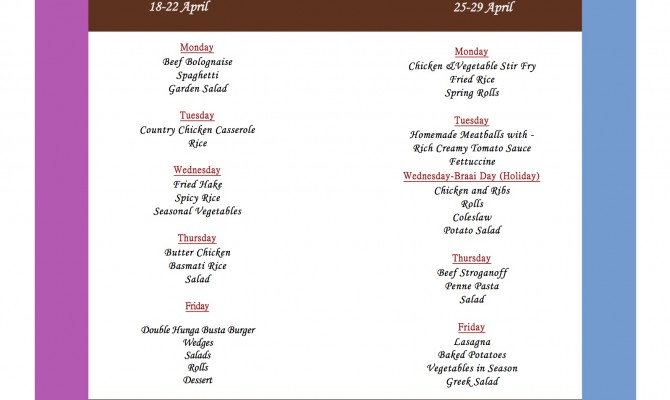 18-22 April
Monday
Beef Bolognaise
Spaghetti
Garden Salad
Tuesday
Country Chicken Casserole
Rice
Wednesday
Fried Hake
Spicy Rice
Seasonal Vegetables
Thursday
Butter Chicken
Basmati Rice
Salad
Friday
Double Hunga Busta Burger
Wedges
Salads
Rolls
Dessert
25-29 April
Monday
Chicken &Vegetable Stir Fry
Fried Rice
Spring Rolls
Tuesday
Homemade Meatballs with -
Rich Creamy Tomato Sauce
Fettuccine
Wednesday-Braai Day (Holiday)
Chicken and Ribs
Rolls
Coleslaw
Potato Salad
Thursday
Beef Stroganoff
Penne Pasta
Salad
Friday
Lasagna
Baked Potatoes
Vegetables in Season
Greek Salad